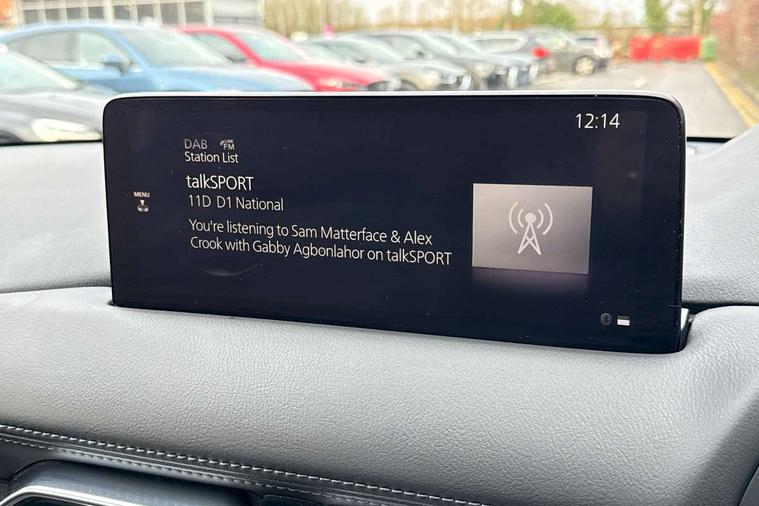 12:14
DAB LINK FM
Station List
talkSPORT
11D D1 National
MENU
You're listening to Sam Matterface & Alex
Crook with Gabby Agbonlahor on talkSPORT